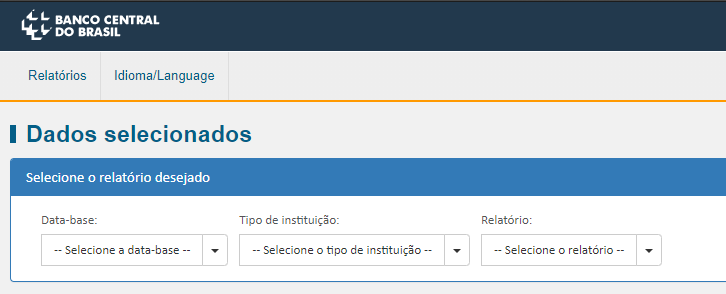 BANCO CENTRAL
DO BRASIL
Relatórios Idioma/Language
Dados selecionados
Selecione o relatório desejado
Data-base: Tipo de instituição: Relatório:
-- Selecione a data-base -- -- Selecione o tipo de instituição -- -- Selecione o relatório --